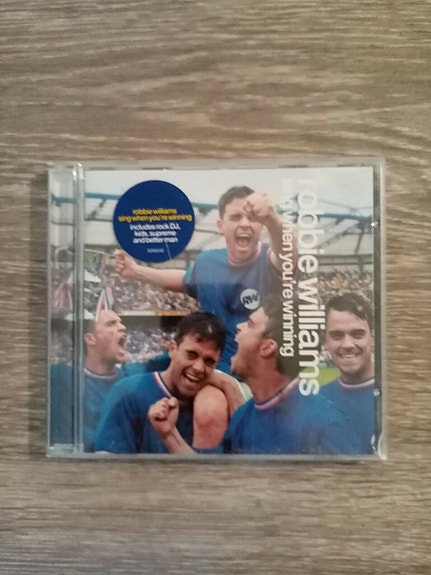 robbie williams
sing when you're winning
includes rock DJ,
kids, supreme
and better man
robbie williams
sing when you're winning
RW